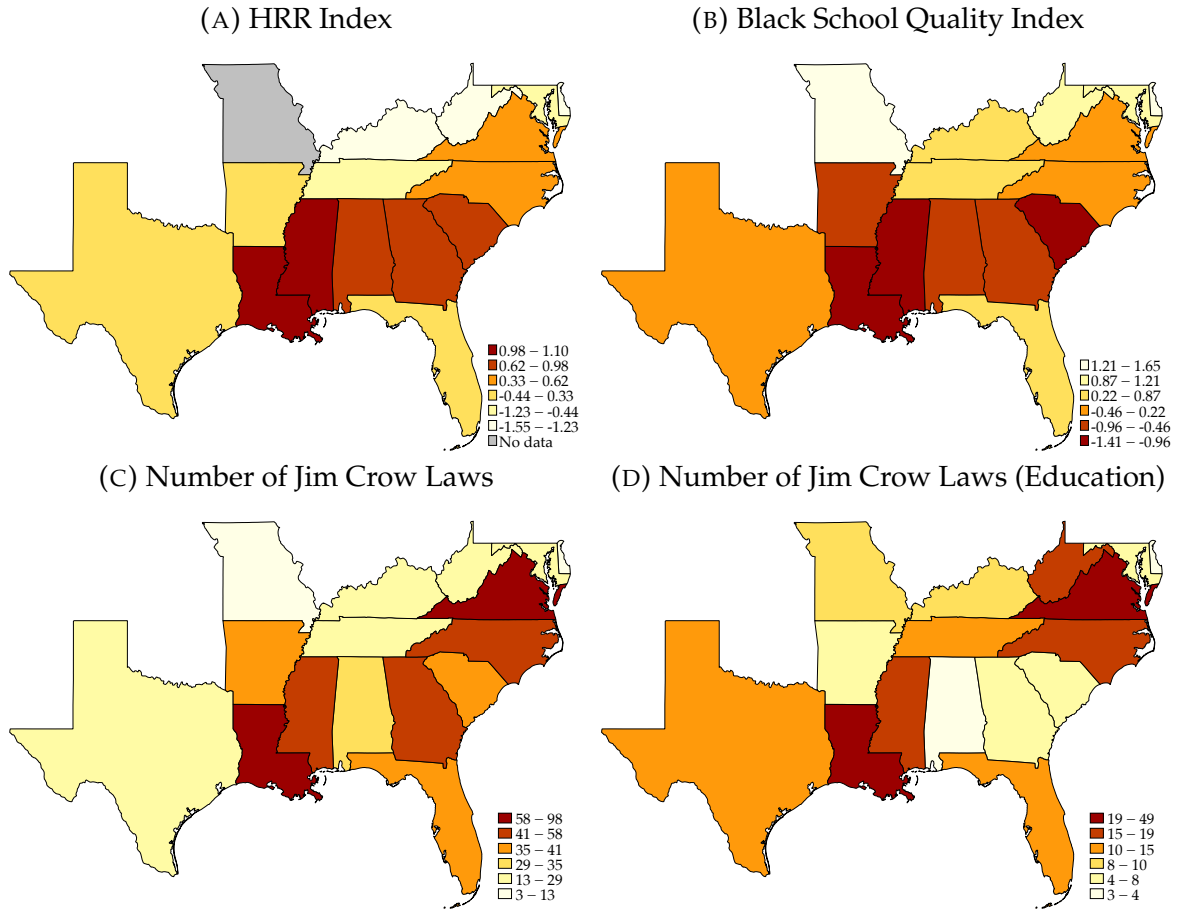 (A) HRR Index
0.98 – 1.10
0.62 – 0.98
0.33 – 0.62
-0.44 – 0.33
-1.23 – -0.44
-1.55 – -1.23
No data
(B) Black School Quality Index
1.21 – 1.65
0.87 – 1.21
0.22 – 0.87
-0.46 – 0.22
-0.96 – -0.46
-1.41 – -0.96
(C) Number of Jim Crow Laws
58 – 98
41 – 58
35 – 41
29 – 35
13 – 29
3 – 13
(D) Number of Jim Crow Laws (Education)
19 – 49
15 – 19
10 – 15
8 – 10
4 – 8
3 – 4